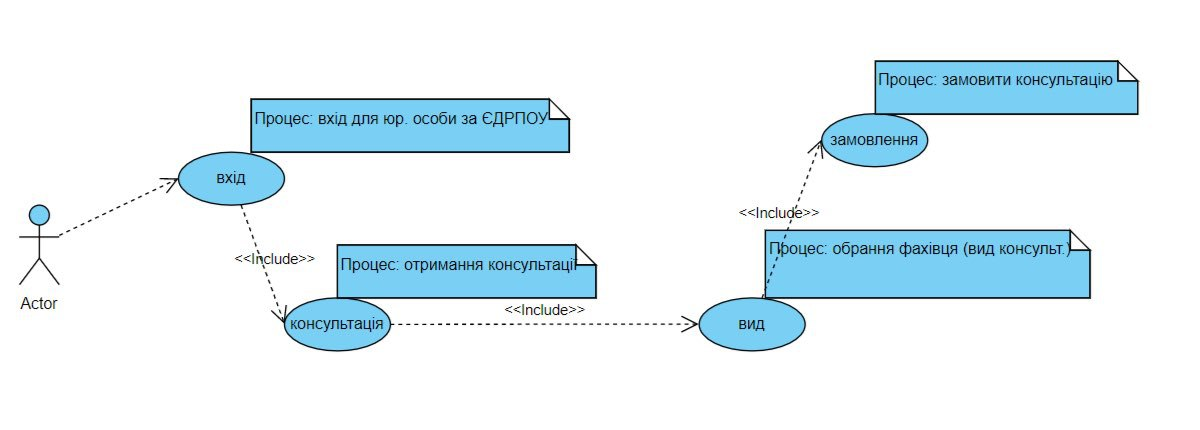 Процес: замовити консультацію
Процес: вхід для юр. особи за ЄДРПОУ
замовлення
вхід
<<Include>>
Процес: обрання фахівця (вид консульт.)
<<Include>>
Процес: отримання консультації
Actor
<<Include>>
консультація
вид